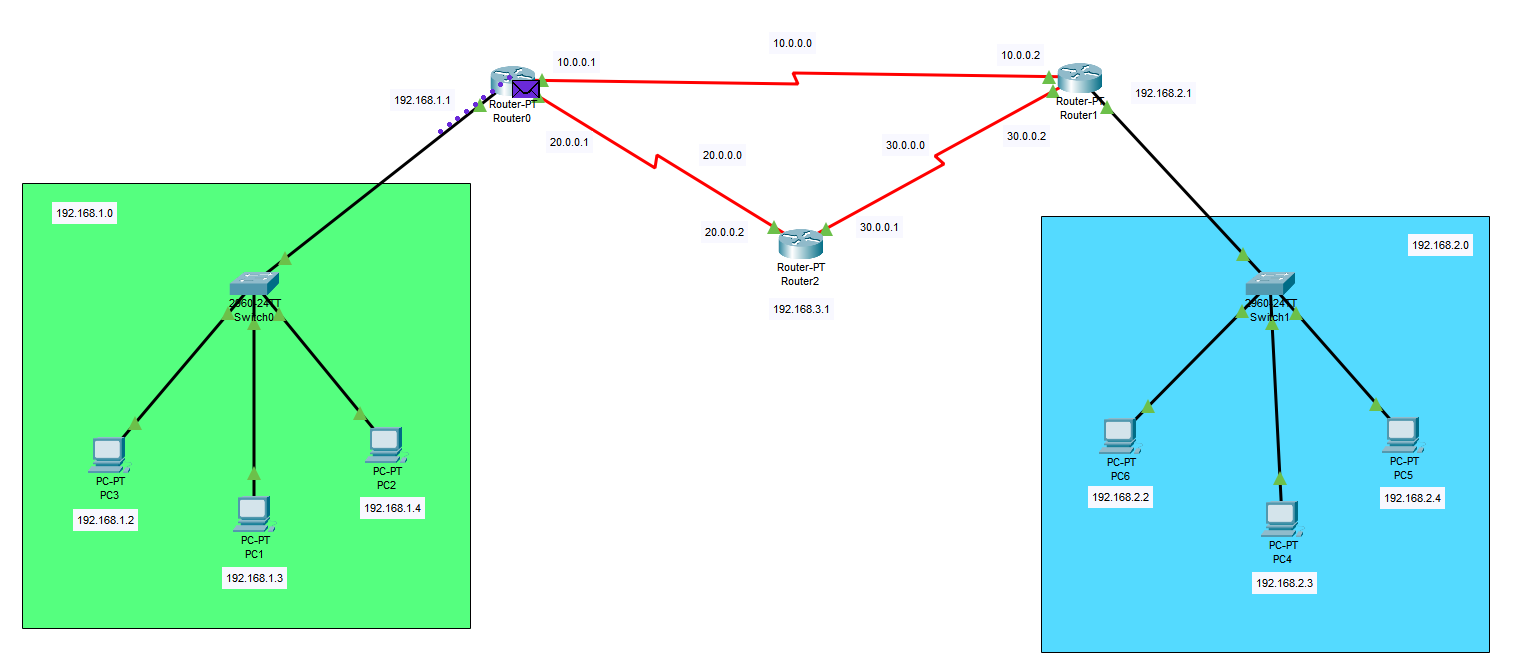 10.0.0.0
10.0.0.1
10.0.0.2
192.168.1.1
Router-PT
Router0
Router-PT
Router1
192.168.2.1
20.0.0.1
20.0.0.0
30.0.0.0
30.0.0.2
20.0.0.2
30.0.0.1
Router-PT
Router2
192.168.3.1
192.168.1.0
2960-24TT
Switch0
PC-PT
PC3
192.168.1.2
PC-PT
PC1
192.168.1.3
PC-PT
PC2
192.168.1.4
192.168.2.0
2960-24TT
Switch1
PC-PT
PC6
192.168.2.2
PC-PT
PC4
192.168.2.3
PC-PT
PC5
192.168.2.4